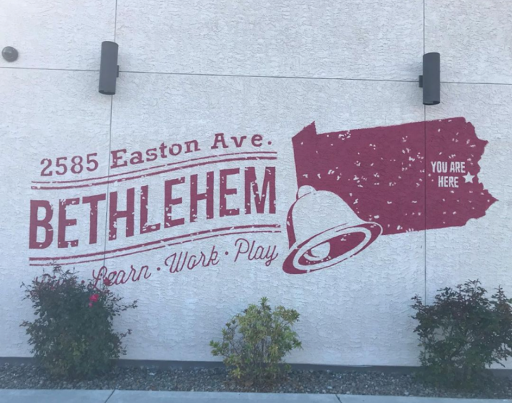 2585 Easton Ave.
BETHLEHEM
Learn · Work · Play
YOU ARE
HERE